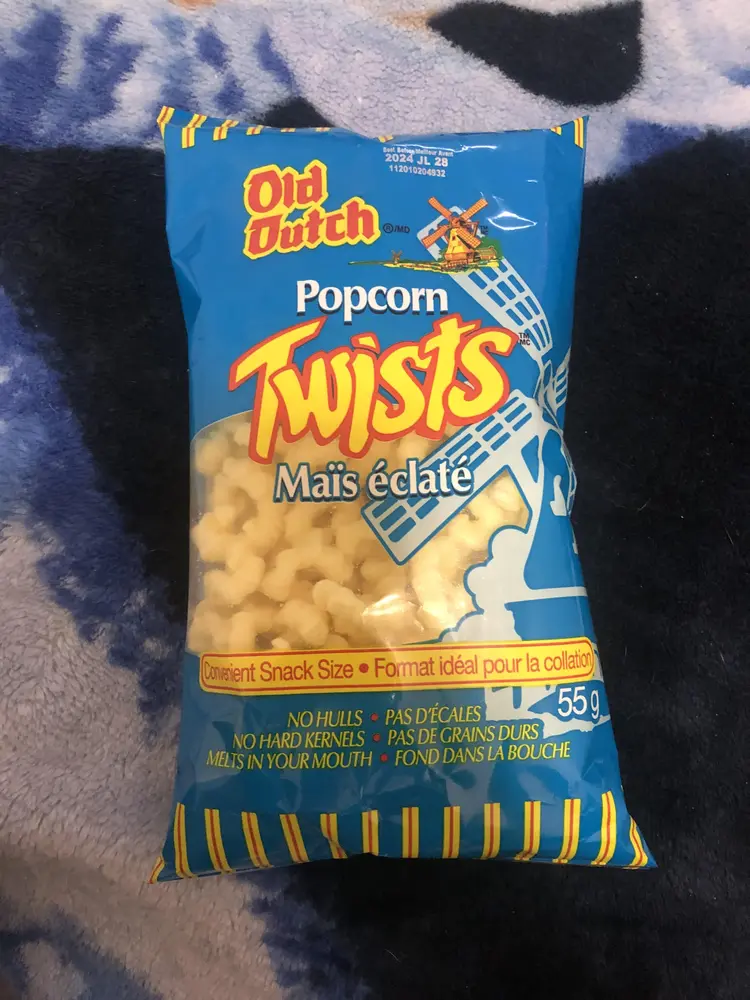 Best Before/Meilleur Avant
2024 JL 28
112010204932
Old
Dutch ®/MD
Popcorn
Twists TM MC
Maïs éclaté
Convenient Snack Size • Format idéal pour la collation
55 g
NO HULLS • PAS D'ÉCALES
NO HARD KERNELS • PAS DE GRAINS DURS
MELTS IN YOUR MOUTH • FOND DANS LA BOUCHE